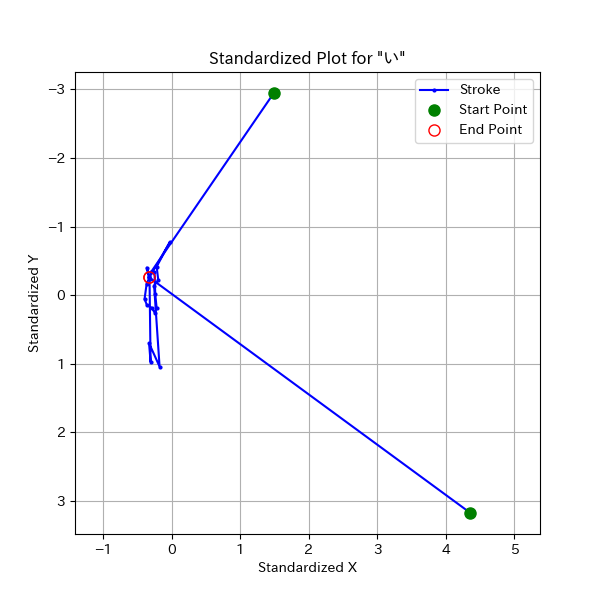 Standardized Plot for "い"
Stroke
Start Point
End Point
−3
−2
−1
0
1
2
3
Standardized Y
−1 0 1 2 3 4 5
Standardized X